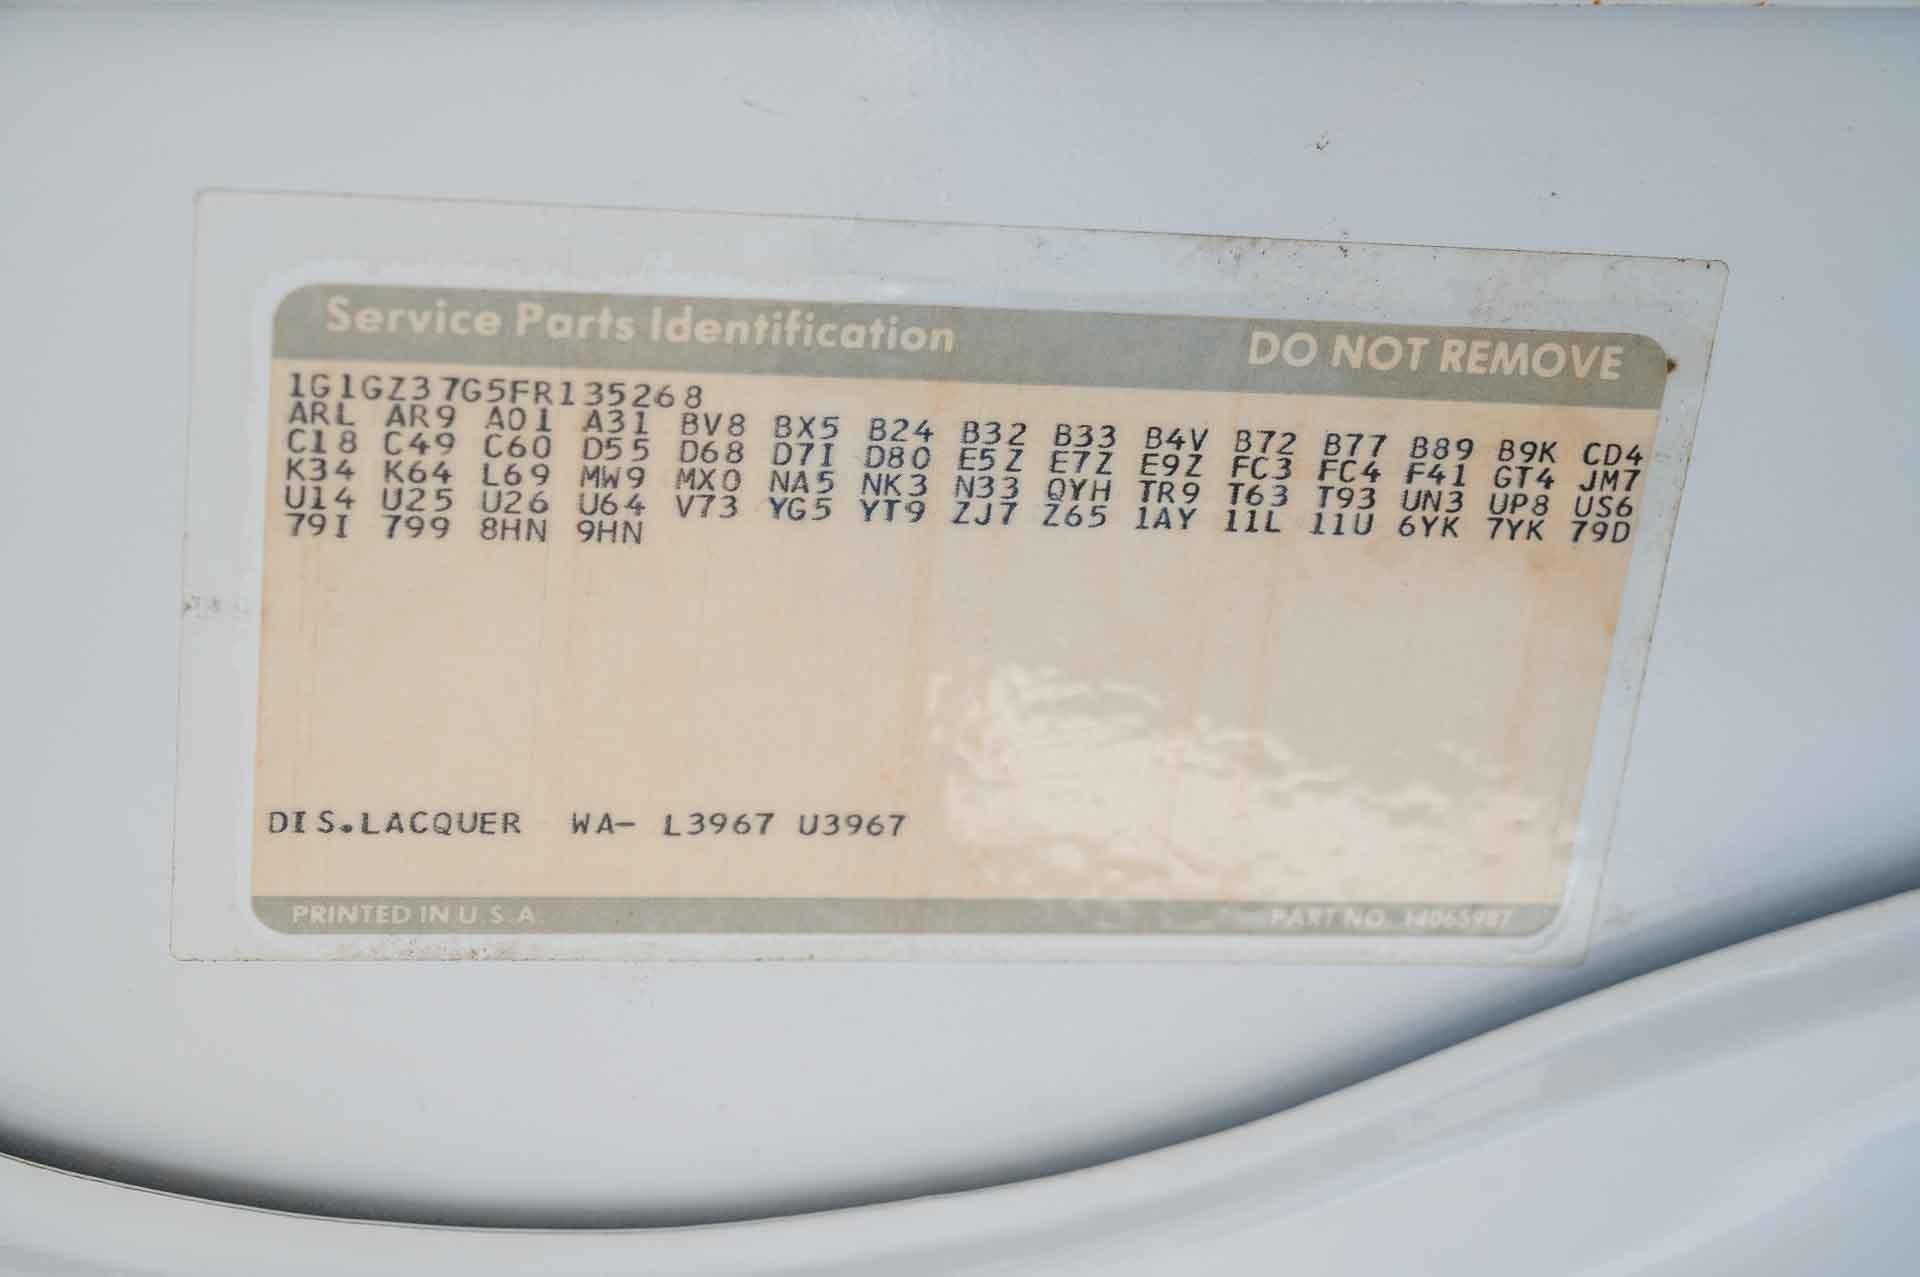 Service Parts Identification DO NOT REMOVE
1G1GZ37G5FR135268
ARL AR9 A01 A31 BV8 BX5 B24 B32 B33 B4V B72 B77 B89 B9K CD4
C18 C49 C60 D55 D68 D7I D80 E5Z E7Z E9Z FC3 FC4 F41 GT4 JM7
K34 K64 L69 MW9 MX0 NA5 NK3 N33 QYH TR9 T63 T93 UN3 UP8 US6
U14 U25 U26 U64 V73 YG5 YT9 ZJ7 Z65 1AY 11L 11U 6YK 7YK 79D
79I 799 8HN 9HN
DIS.LACQUER WA- L3967 U3967
PRINTED IN U.S.A. PART NO. 14065987